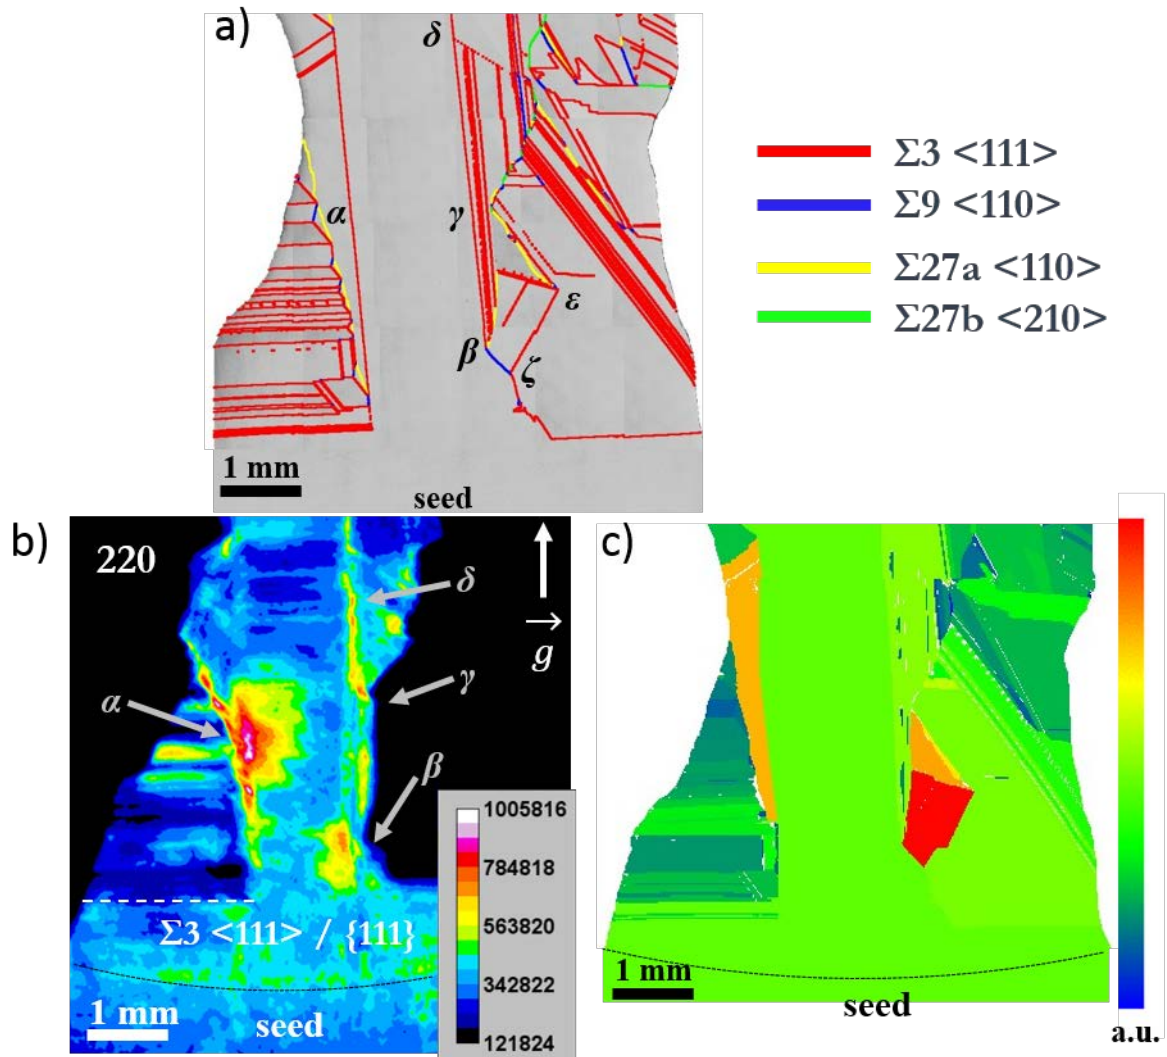 a)
δ
α
γ
ε
β
ζ
1 mm
seed
Σ3 <111>
Σ9 <110>
Σ27a <110>
Σ27b <210>
b)
220
g
δ
α
γ
β
Σ3 <111> / {111}
1 mm
seed
1005816
784818
563820
342822
121824
c)
1 mm
seed
a.u.